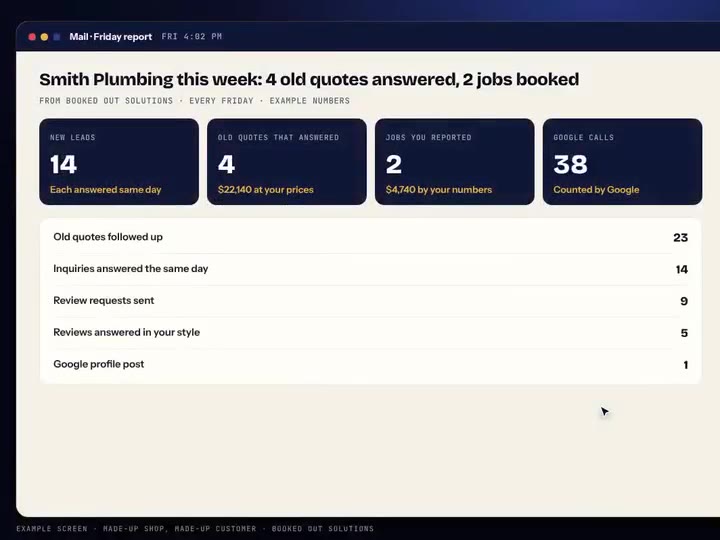 Mail · Friday report FRI 4:02 PM
Smith Plumbing this week: 4 old quotes answered, 2 jobs booked
FROM BOOKED OUT SOLUTIONS · EVERY FRIDAY · EXAMPLE NUMBERS
NEW LEADS
14
Each answered same day
OLD QUOTES THAT ANSWERED
4
$22,140 at your prices
JOBS YOU REPORTED
2
$4,740 by your numbers
GOOGLE CALLS
38
Counted by Google
Old quotes followed up 23
Inquiries answered the same day 14
Review requests sent 9
Reviews answered in your style 5
Google profile post 1
EXAMPLE SCREEN · MADE-UP SHOP, MADE-UP CUSTOMER · BOOKED OUT SOLUTIONS